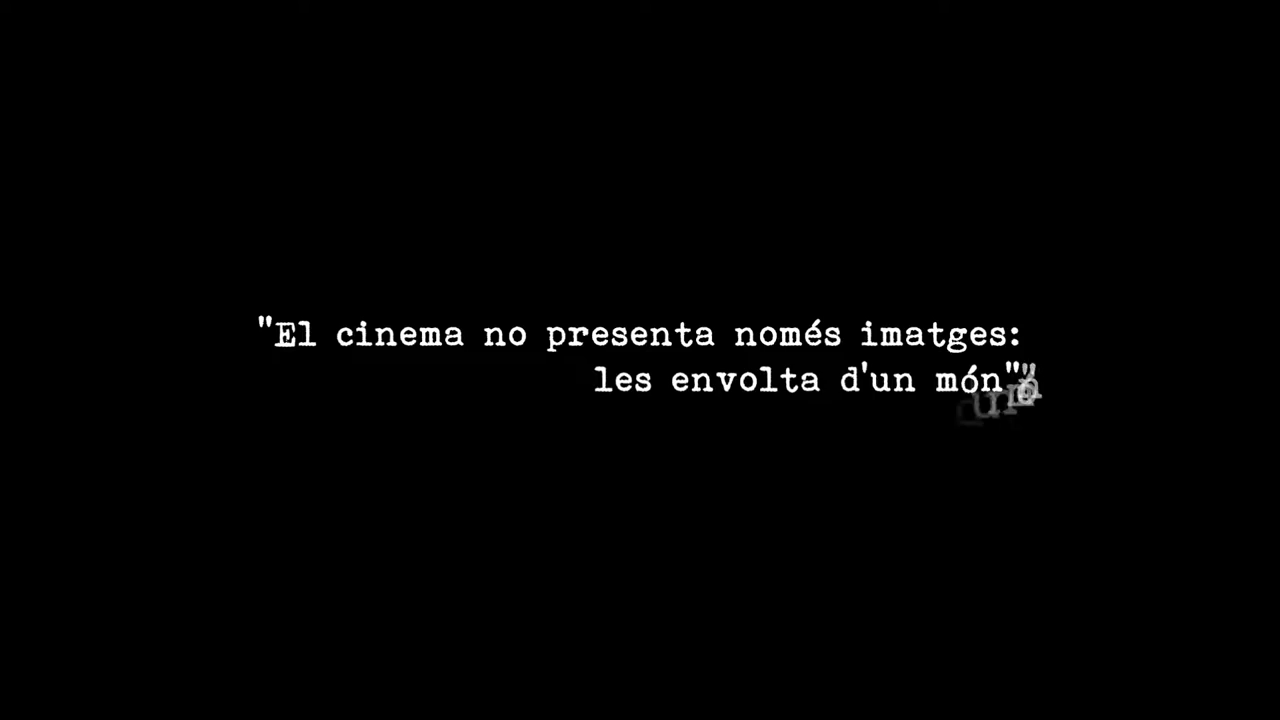 "El cinema no presenta només imatges:
les envolta d'un món"